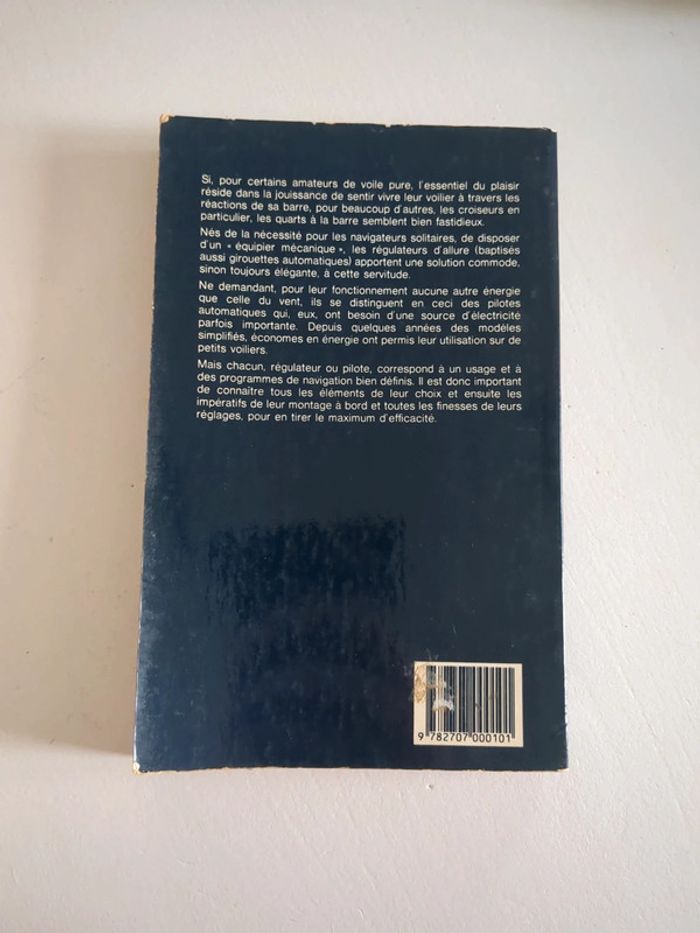 Si, pour certains amateurs de voile pure, l'essentiel du plaisir
réside dans la jouissance de sentir vivre leur voilier à travers les
réactions de sa barre, pour beaucoup d'autres, les croiseurs en
particulier, les quarts à la barre semblent bien fastidieux.
Nés de la nécessité pour les navigateurs solitaires, de disposer
d'un « équipier mécanique », les régulateurs d'allure (baptisés
aussi girouettes automatiques) apportent une solution commode,
sinon toujours élégante, à cette servitude.
Ne demandant, pour leur fonctionnement aucune autre énergie
que celle du vent, ils se distinguent en ceci des pilotes
automatiques qui, eux, ont besoin d'une source d'électricité
parfois importante. Depuis quelques années des modèles
simplifiés, économes en énergie ont permis leur utilisation sur de
petits voiliers.
Mais chacun, régulateur ou pilote, correspond à un usage et à
des programmes de navigation bien définis. Il est donc important
de connaître tous les éléments de leur choix et ensuite les
impératifs de leur montage à bord et toutes les finesses de leurs
réglages, pour en tirer le maximum d'efficacité.
9 782707 000101